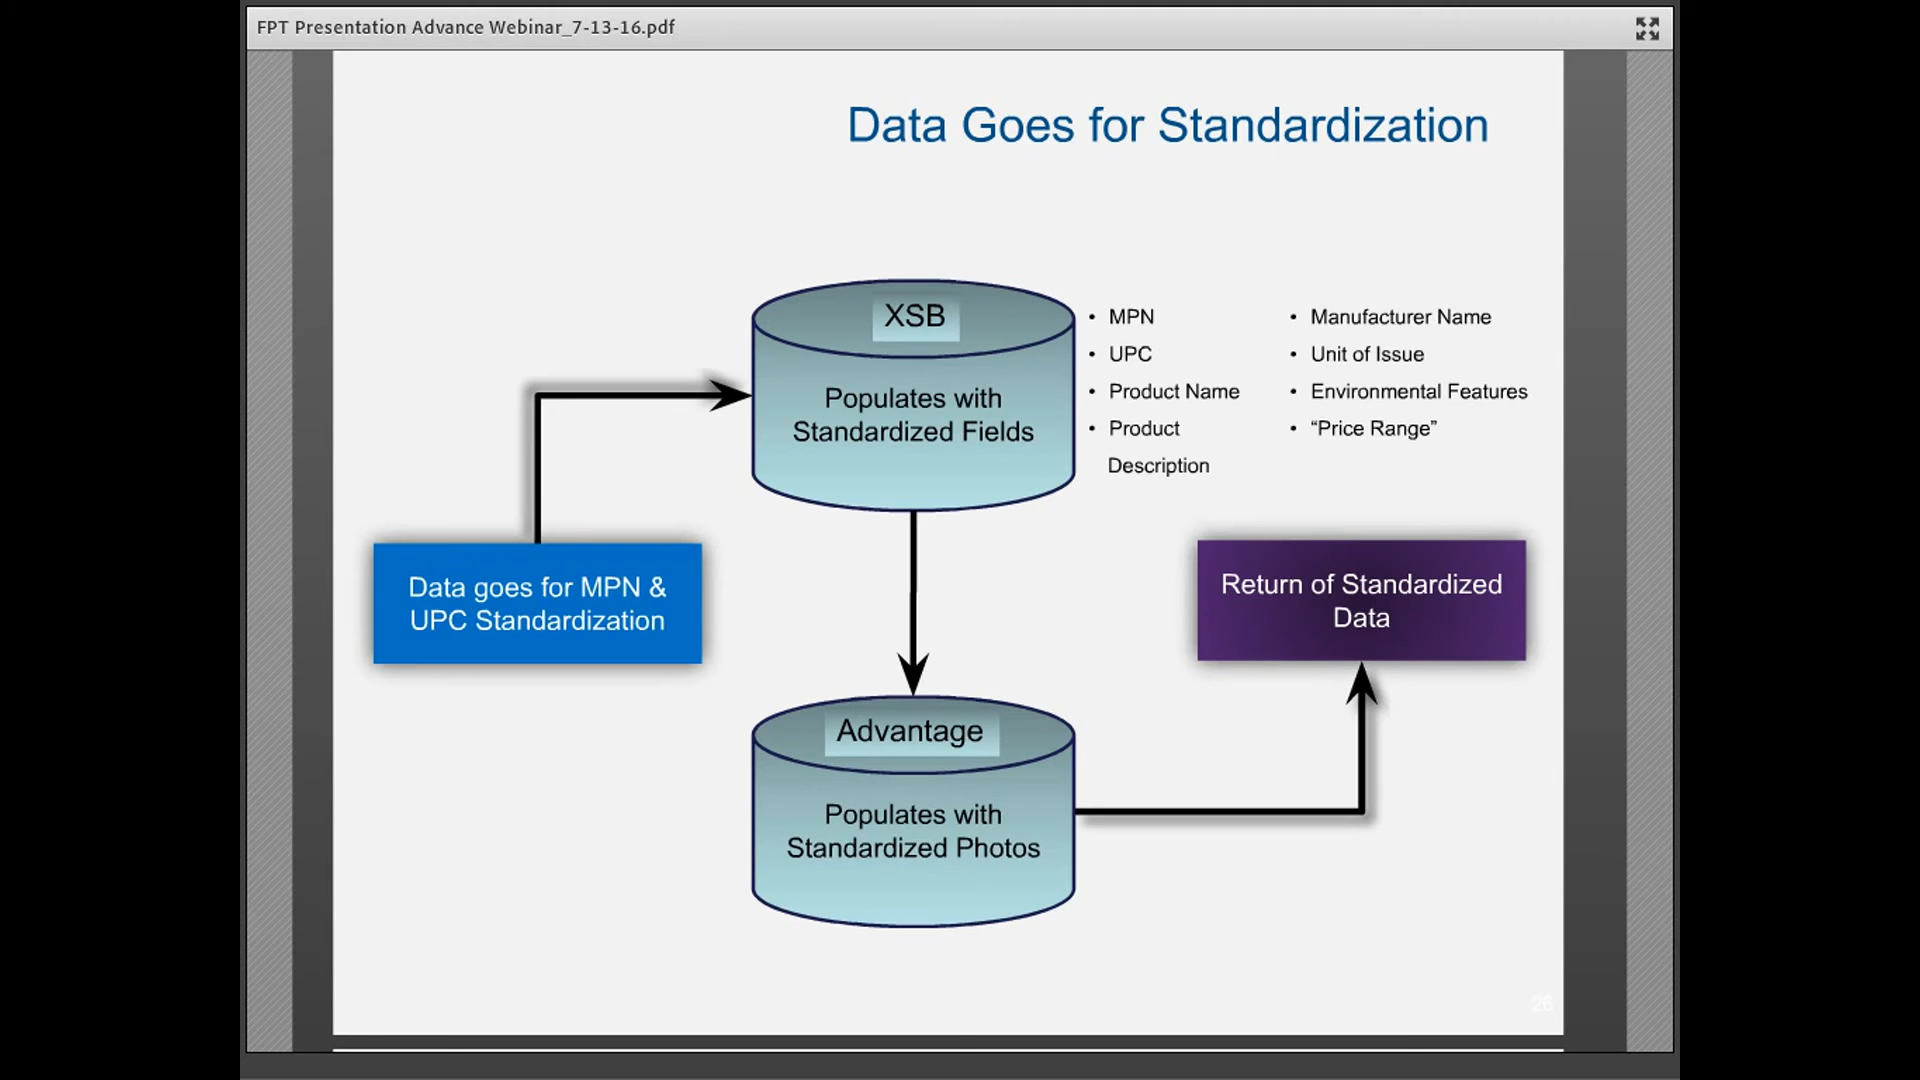 FPT Presentation Advance Webinar_7-13-16.pdf
Data Goes for Standardization
XSB
Populates with
Standardized Fields
• MPN
• UPC
• Product Name
• Product
Description
• Manufacturer Name
• Unit of Issue
• Environmental Features
• “Price Range”
Data goes for MPN &
UPC Standardization
Return of Standardized
Data
Advantage
Populates with
Standardized Photos
26